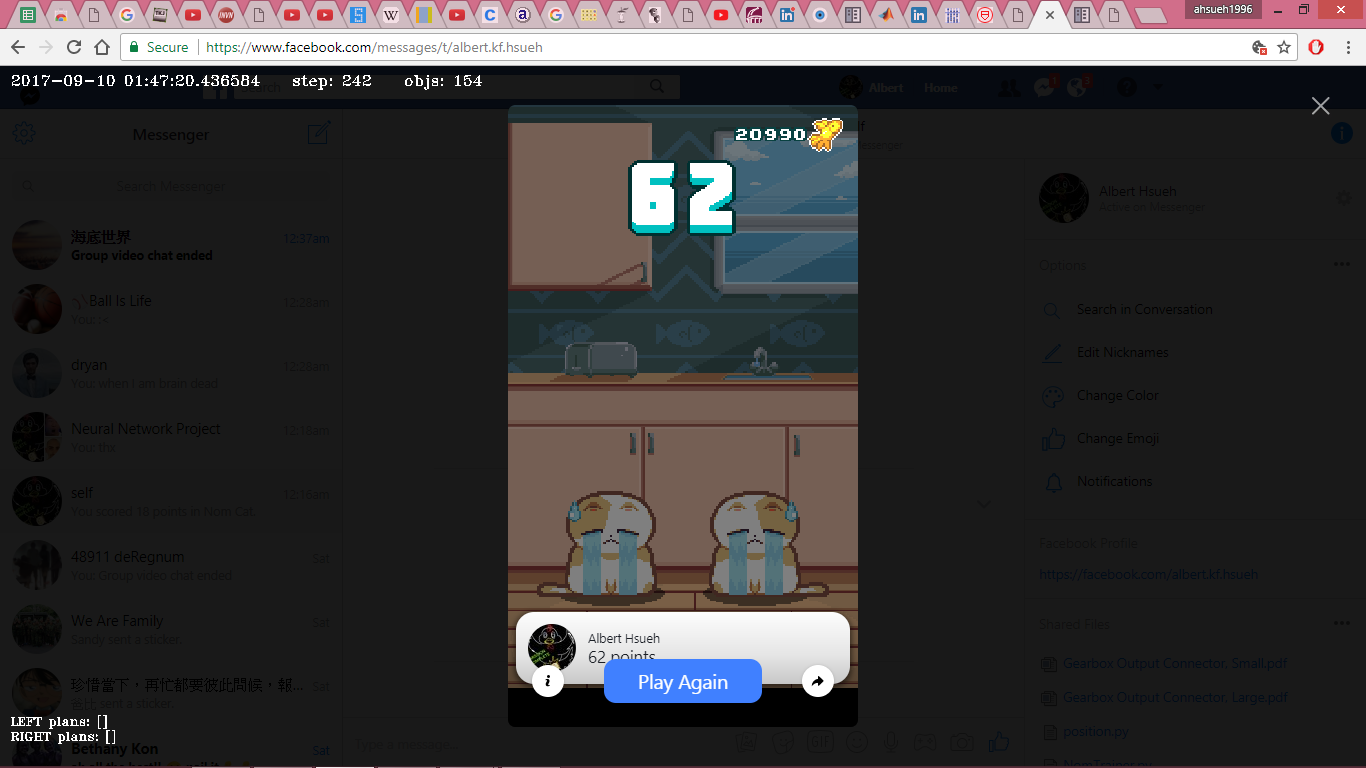 ahsueh1996
Secure
https://www.facebook.com/messages/t/albert.kf.hsueh
2017-09-10 01:47:20.436584 step: 242 objs: 154
Albert
Home
20990
62
Messenger
Search Messenger
海底世界
12:37am
Group video chat ended
Ball Is Life
12:28am
dryan
12:28am
You: when I am brain dead
Neural Network Project
12:18am
You: thx
self
12:16am
You scored 18 points in Nom Cat.
48911 deRegnum
Sat
You: Group video chat ended
We Are Family
Sat
Sandy sent a sticker.
珍惜當下，再忙都要彼此問候，報...
Sat
LEFT plans: []
RIGHT plans: []
Bethany Kon
Sat
Albert Hsueh
62 points
Play Again
Type a message...
GIF
Albert Hsueh
Active on Messenger
Options
Search in Conversation
Edit Nicknames
Change Color
Change Emoji
Notifications
Facebook Profile
https://facebook.com/albert.kf.hsueh
Shared Files
Gearbox Output Connector, Small.pdf
Gearbox Output Connector, Large.pdf
position.py